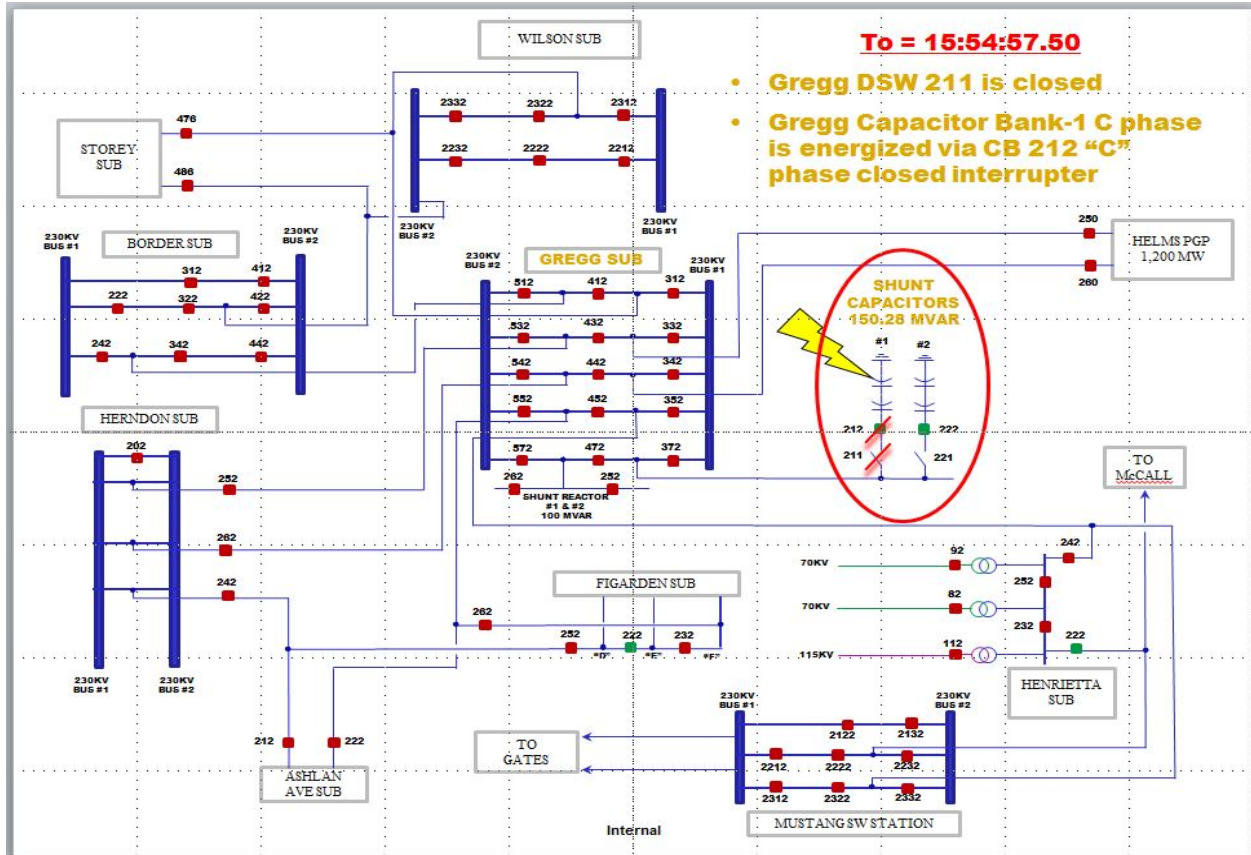 WILSON SUB
To = 15:54:57.50
• Gregg DSW 211 is closed
• Gregg Capacitor Bank-1 C phase
is energized via CB 212 “C”
phase closed interrupter
476
STOREY
SUB
486
2332
2322
2312
2232
2222
2212
230KV
BUS #2
230KV
BUS #1
230KV
BUS #1
BORDER SUB
230KV
BUS #2
312
412
222
322
422
242
342
442
230KV
BUS #2
GREGG SUB
230KV
BUS #1
512
412
312
532
432
332
542
442
342
552
452
352
572
472
372
262
252
SHUNT REACTOR
#1 & #2
100 MVAR
250
HELMS PGP
1,200 MW
260
SHUNT
CAPACITORS
150.28 MVAR
#1
#2
212
222
211
221
HERNDON SUB
202
252
262
242
230KV
BUS #1
230KV
BUS #2
TO
McCALL
FIGARDEN SUB
262
252
222
232
“D”
“E”
“F”
242
92
70KV
252
82
70KV
232
112
115KV
222
HENRIETTA
SUB
212
222
ASHLAN
AVE SUB
TO
GATES
230KV
BUS #1
230KV
BUS #2
2122
2132
2212
2222
2232
2312
2322
2332
MUSTANG SW STATION
Internal